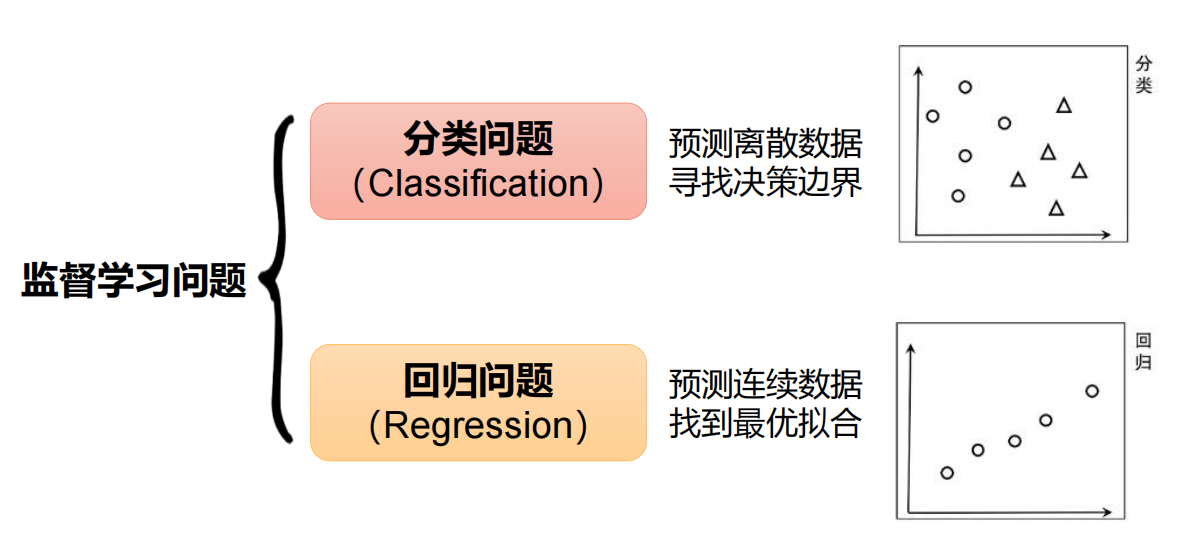 监督学习问题
分类问题
（Classification）
预测离散数据
寻找决策边界
分类
回归问题
（Regression）
预测连续数据
找到最优拟合
回归